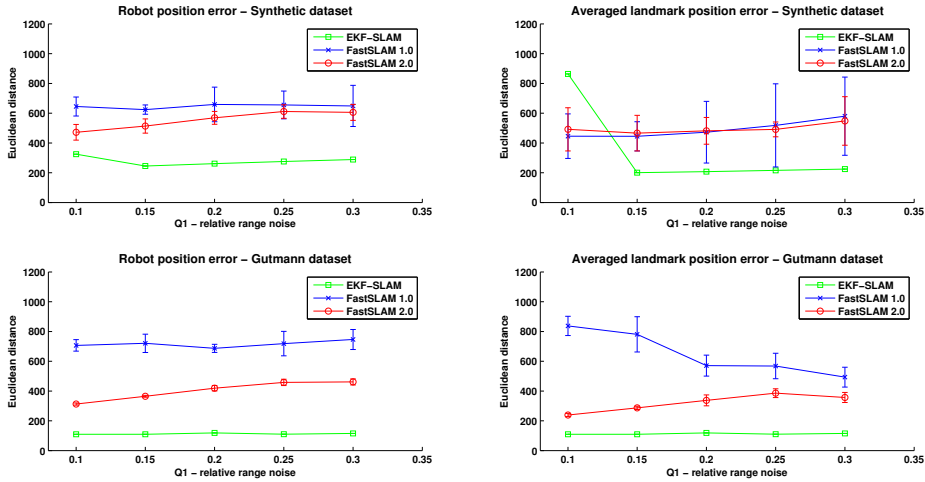 Robot position error − Synthetic dataset
1200
1000
800
600
400
200
0
Euclidean distance
EKF−SLAM
FastSLAM 1.0
FastSLAM 2.0
0.1 0.15 0.2 0.25 0.3 0.35
Q1 − relative range noise
Averaged landmark position error − Synthetic dataset
1200
1000
800
600
400
200
0
Euclidean distance
EKF−SLAM
FastSLAM 1.0
FastSLAM 2.0
0.1 0.15 0.2 0.25 0.3 0.35
Q1 − relative range noise
Robot position error − Gutmann dataset
1200
1000
800
600
400
200
0
Euclidean distance
EKF−SLAM
FastSLAM 1.0
FastSLAM 2.0
0.1 0.15 0.2 0.25 0.3 0.35
Q1 − relative range noise
Averaged landmark position error − Gutmann dataset
1200
1000
800
600
400
200
0
Euclidean distance
EKF−SLAM
FastSLAM 1.0
FastSLAM 2.0
0.1 0.15 0.2 0.25 0.3 0.35
Q1 − relative range noise